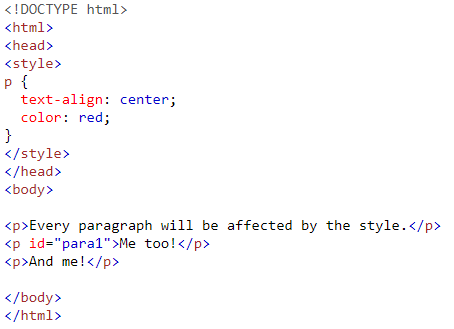 <!DOCTYPE html>
<html>
<head>
<style>
p {
  text-align: center;
  color: red;
}
</style>
</head>
<body>

<p>Every paragraph will be affected by the style.</p>
<p id="para1">Me too!</p>
<p>And me!</p>

</body>
</html>